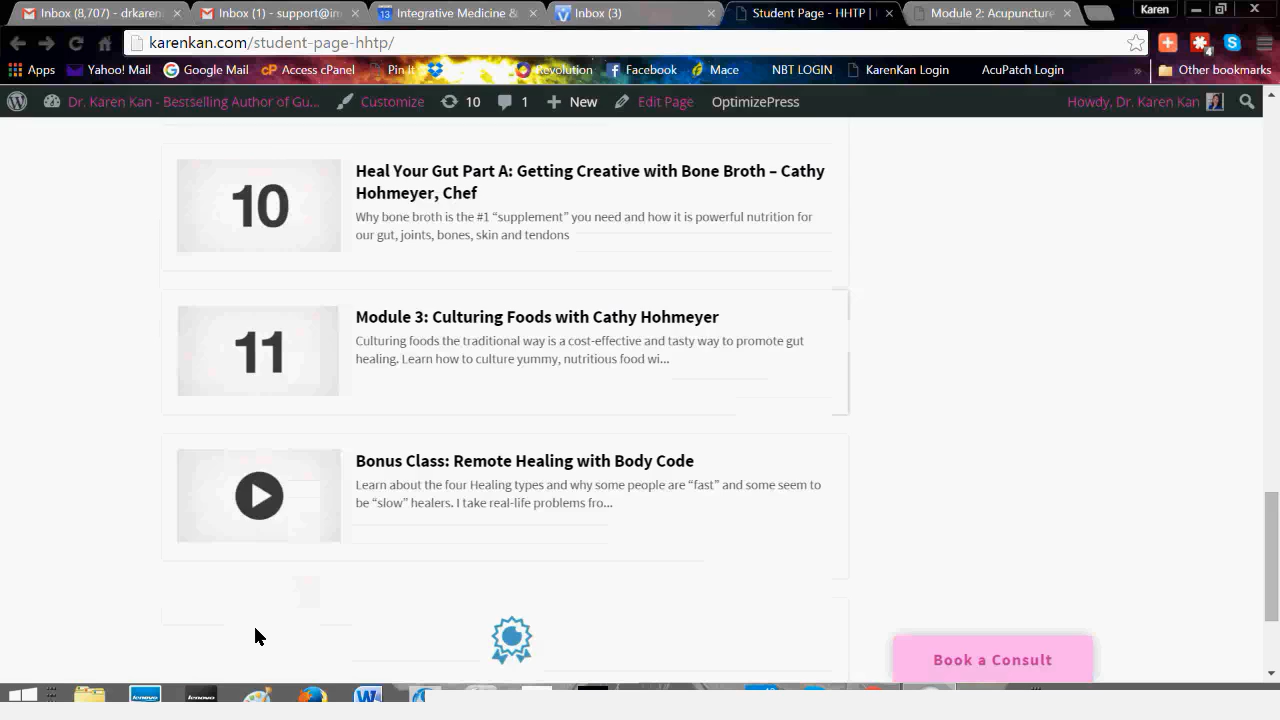 Inbox (8,707) - drkaren
Inbox (1) - support@im
13 Integrative Medicine &
Inbox (3)
Student Page - HHTP |
Module 2: Acupuncture
Karen
karenkan.com/student-page-hhtp/
4
Apps
Yahoo! Mail
Google Mail
cP Access cPanel
Pin It
Revolution
Facebook
Mace
NBT LOGIN
KarenKan Login
AcuPatch Login
»
Other bookmarks
Dr. Karen Kan - Bestselling Author of Gu...
Customize
10
1
New
Edit Page
OptimizePress
Howdy, Dr. Karen Kan
10
Heal Your Gut Part A: Getting Creative with Bone Broth – Cathy
Hohmeyer, Chef
Why bone broth is the #1 “supplement” you need and how it is powerful nutrition for
our gut, joints, bones, skin and tendons
11
Module 3: Culturing Foods with Cathy Hohmeyer
Culturing foods the traditional way is a cost-effective and tasty way to promote gut
healing. Learn how to culture yummy, nutritious food wi...
Bonus Class: Remote Healing with Body Code
Learn about the four Healing types and why some people are “fast” and some seem to
be “slow” healers. I take real-life problems fro...
Book a Consult
lenovo
lenovo